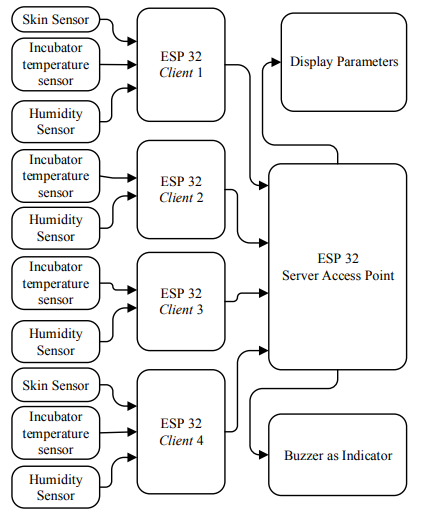 Skin Sensor
Incubator
temperature
sensor
Humidity
Sensor
ESP 32
Client 1
Display Parameters
Incubator
temperature
sensor
Humidity
Sensor
ESP 32
Client 2
ESP 32
Server Access Point
Incubator
temperature
sensor
Humidity
Sensor
ESP 32
Client 3
Skin Sensor
Incubator
temperature
sensor
Humidity
Sensor
ESP 32
Client 4
Buzzer as Indicator